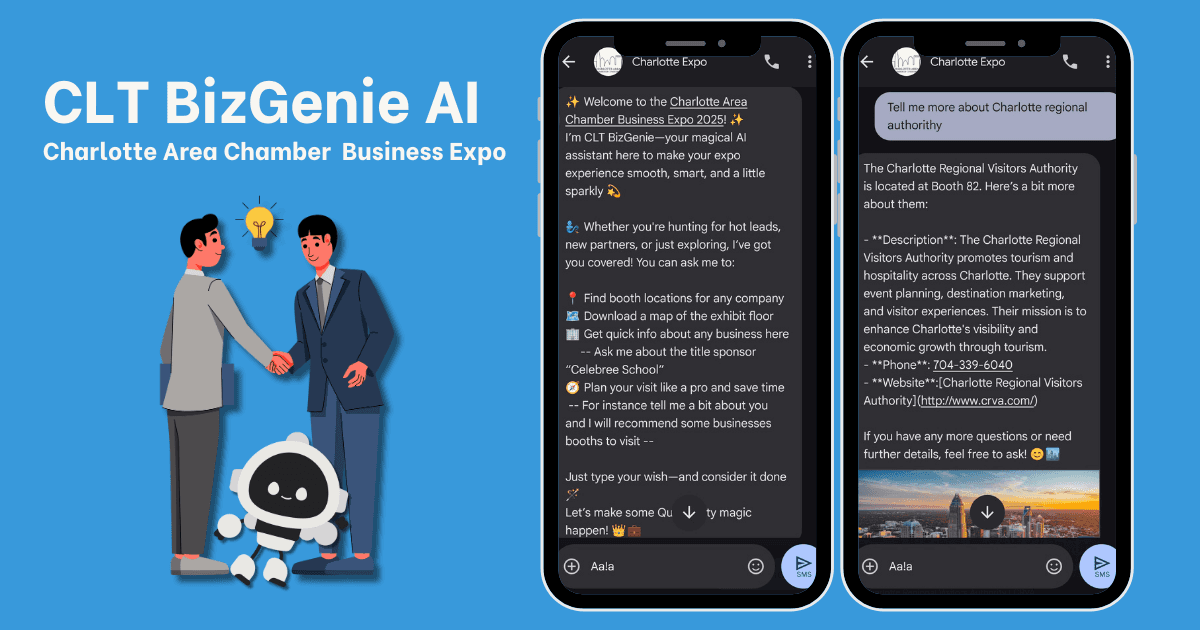 CLT BizGenie AI
Charlotte Area Chamber Business Expo
Charlotte Expo
✨ Welcome to the Charlotte Area
Chamber Business Expo 2025! ✨
I'm CLT BizGenie—your magical AI
assistant here to make your expo
experience smooth, smart, and a little
sparkly 💫
🧞 Whether you're hunting for hot leads,
new partners, or just exploring, I've got
you covered! You can ask me to:
📍 Find booth locations for any company
🗺️ Download a map of the exhibit floor
🏢 Get quick info about any business here
-- Ask me about the title sponsor
“Celebree School”
🧭 Plan your visit like a pro and save time
-- For instance tell me a bit about you
and I will recommend some businesses
booths to visit --
Just type your wish—and consider it done
🪄
Let's make some Qu ty magic
happen! 👑💼
Aa!a
SMS
Charlotte Expo
Tell me more about Charlotte regional
authorithy
The Charlotte Regional Visitors Authority
is located at Booth 82. Here's a bit more
about them:
- **Description**: The Charlotte Regional
Visitors Authority promotes tourism and
hospitality across Charlotte. They support
event planning, destination marketing,
and visitor experiences. Their mission is to
enhance Charlotte's visibility and
economic growth through tourism.
- **Phone**: 704-339-6040
- **Website**:[Charlotte Regional Visitors
Authority](http://www.crva.com/)
If you have any more questions or need
further details, feel free to ask! 😊🏙️
Aa!a
SMS